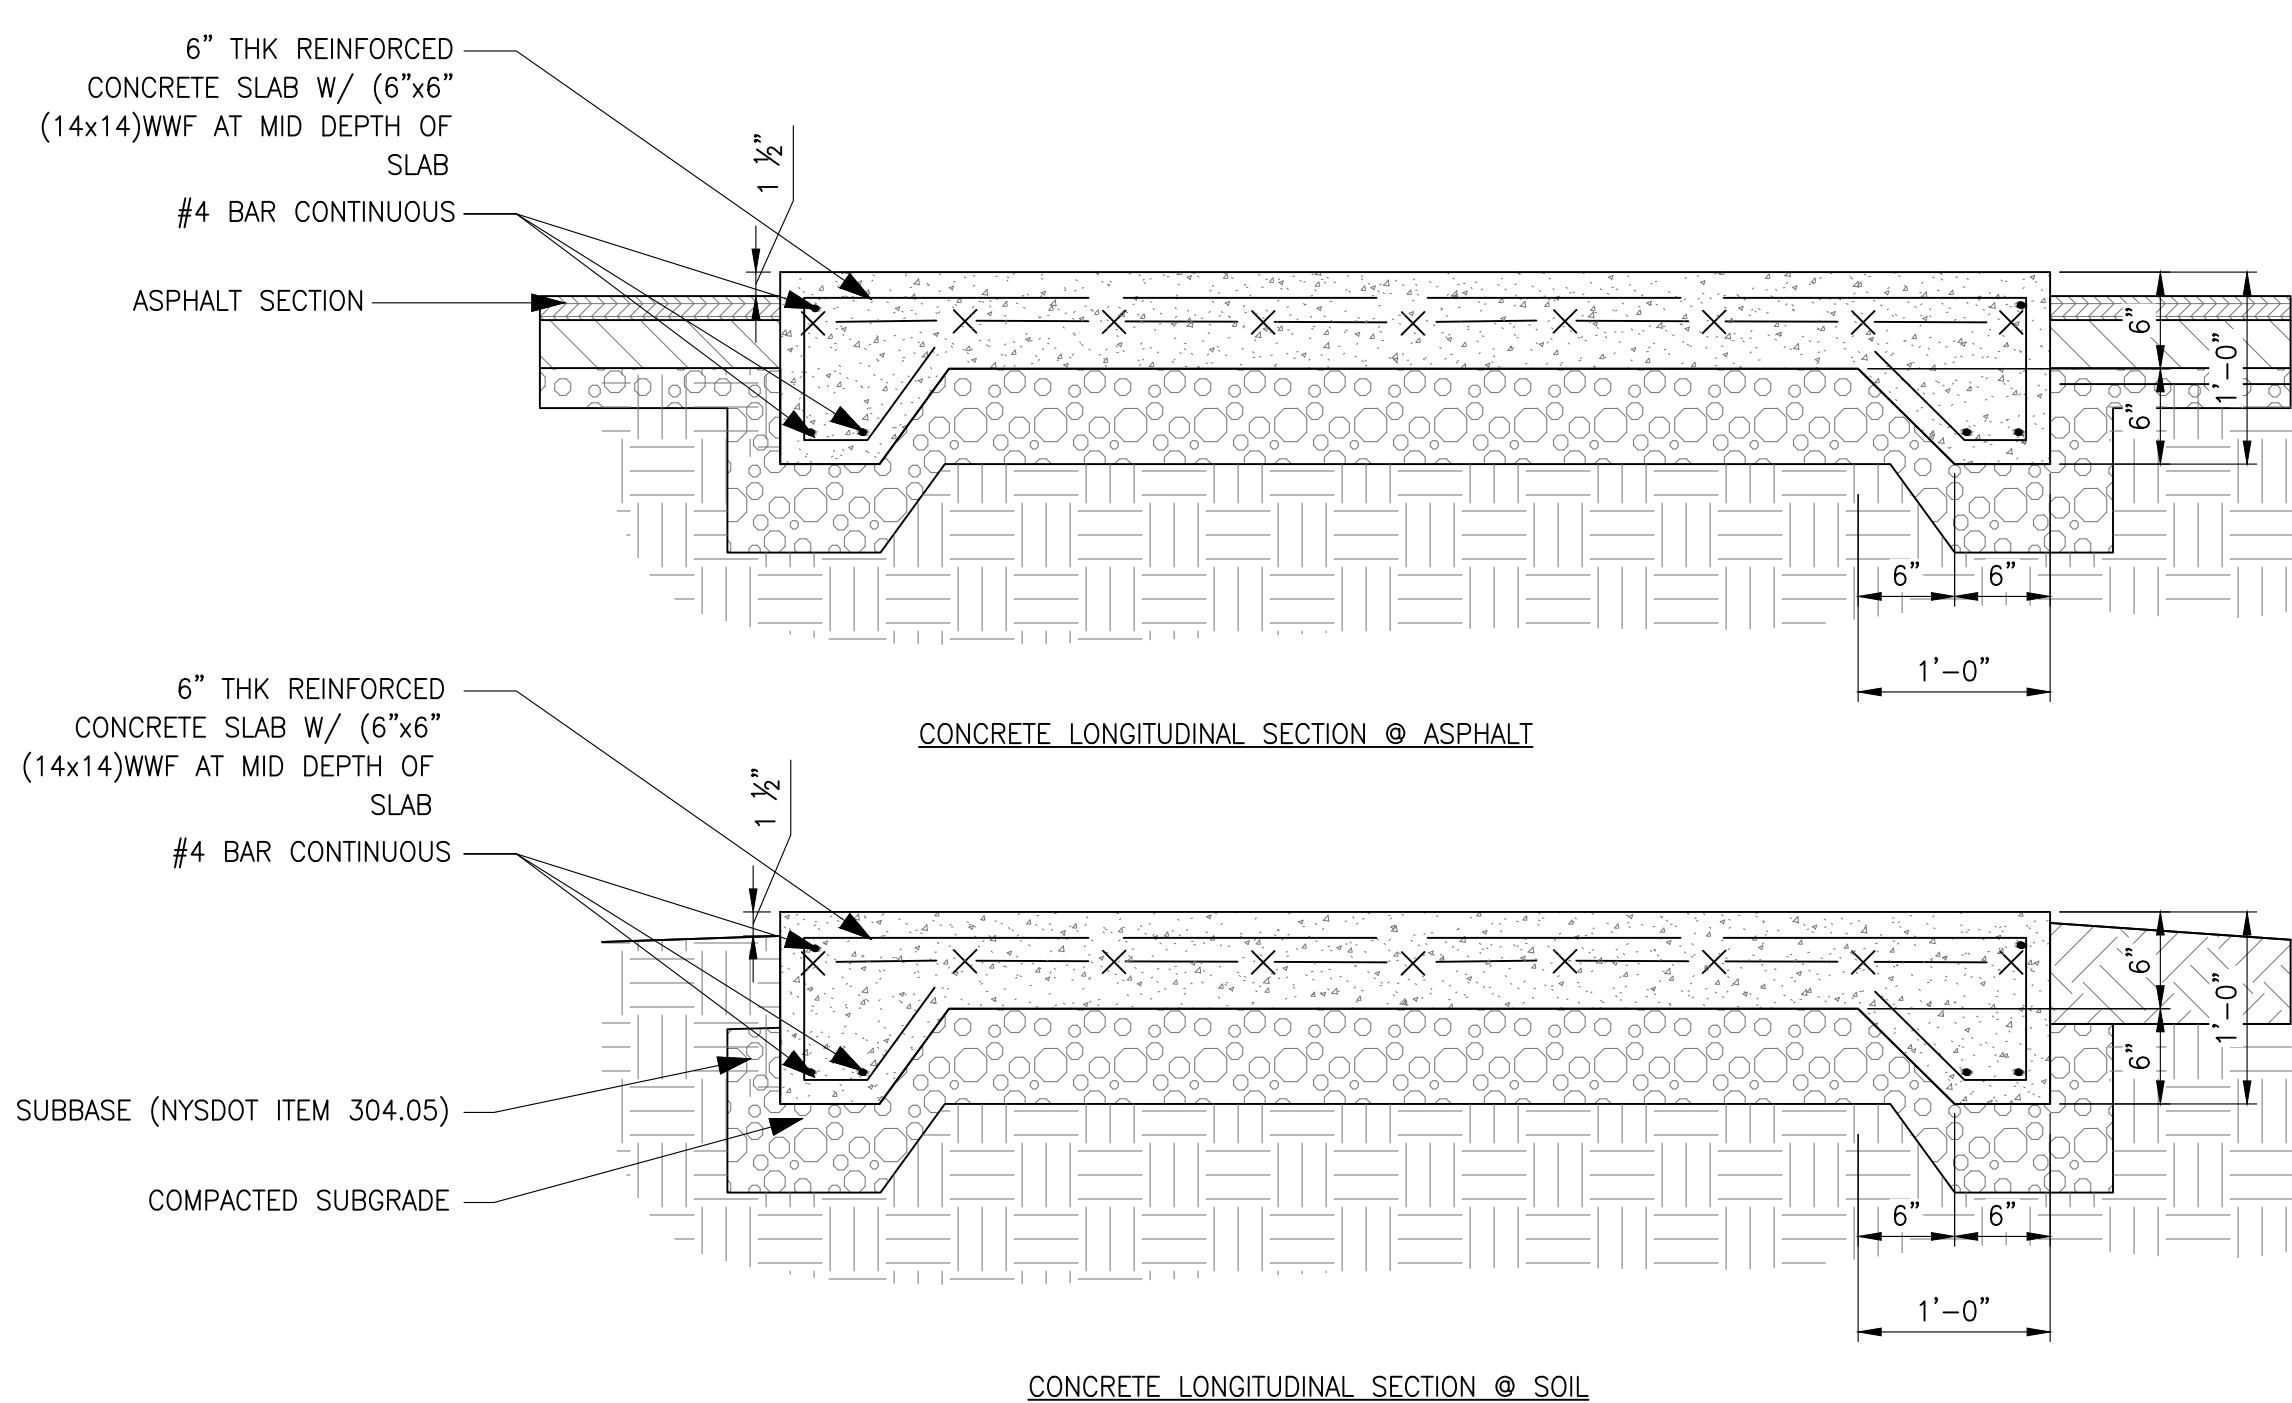 6" THK REINFORCED
CONCRETE SLAB W/ (6"x6"
(14x14)WWF AT MID DEPTH OF
SLAB
1 ½"
#4 BAR CONTINUOUS
ASPHALT SECTION
6"
1'-0"
6"
6"
6"
1'-0"
CONCRETE LONGITUDINAL SECTION @ ASPHALT
6" THK REINFORCED
CONCRETE SLAB W/ (6"x6"
(14x14)WWF AT MID DEPTH OF
SLAB
1 ½"
#4 BAR CONTINUOUS
6"
1'-0"
6"
SUBBASE (NYSDOT ITEM 304.05)
COMPACTED SUBGRADE
6"
6"
1'-0"
CONCRETE LONGITUDINAL SECTION @ SOIL